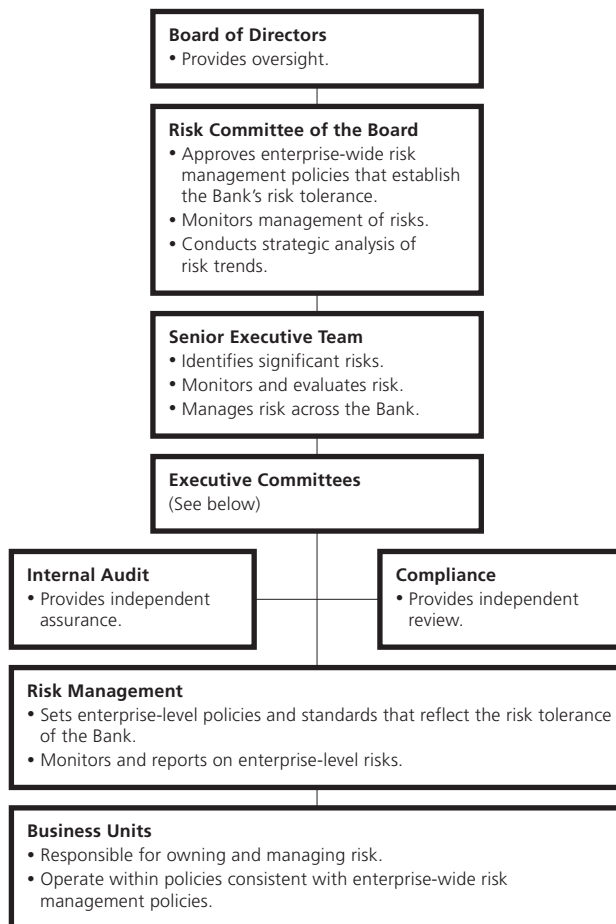 Board of Directors
• Provides oversight.
Risk Committee of the Board
• Approves enterprise-wide risk
management policies that establish
the Bank's risk tolerance.
• Monitors management of risks.
• Conducts strategic analysis of
risk trends.
Senior Executive Team
• Identifies significant risks.
• Monitors and evaluates risk.
• Manages risk across the Bank.
Executive Committees
(See below)
Internal Audit
• Provides independent
assurance.
Compliance
• Provides independent
review.
Risk Management
• Sets enterprise-level policies and standards that reflect the risk tolerance
of the Bank.
• Monitors and reports on enterprise-level risks.
Business Units
• Responsible for owning and managing risk.
• Operate within policies consistent with enterprise-wide risk
management policies.